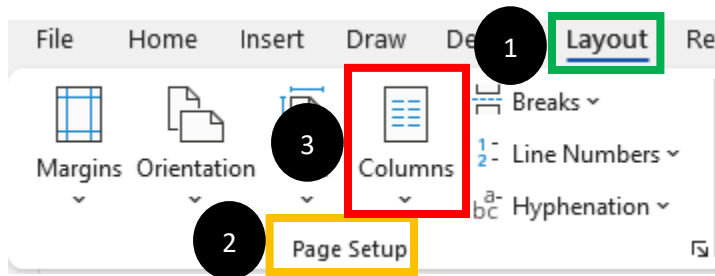 File Home Insert Draw De 1 Layout Re
Breaks
3
Line Numbers
Margins Orientation Columns
Hyphenation
2 Page Setup